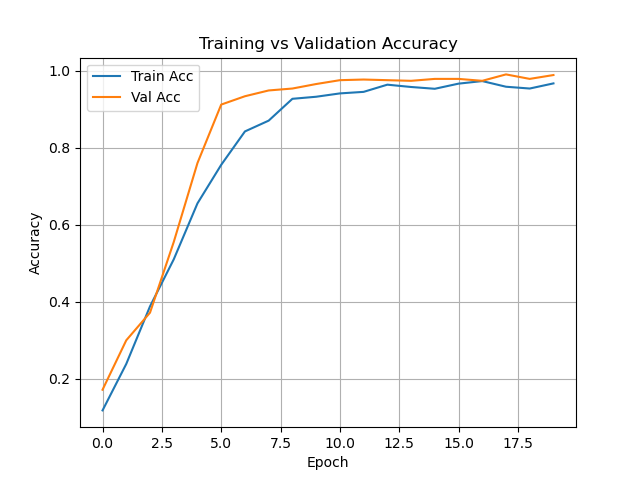 Training vs Validation Accuracy
Train Acc
Val Acc
1.0
0.8
0.6
0.4
0.2
Accuracy
0.0 2.5 5.0 7.5 10.0 12.5 15.0 17.5
Epoch